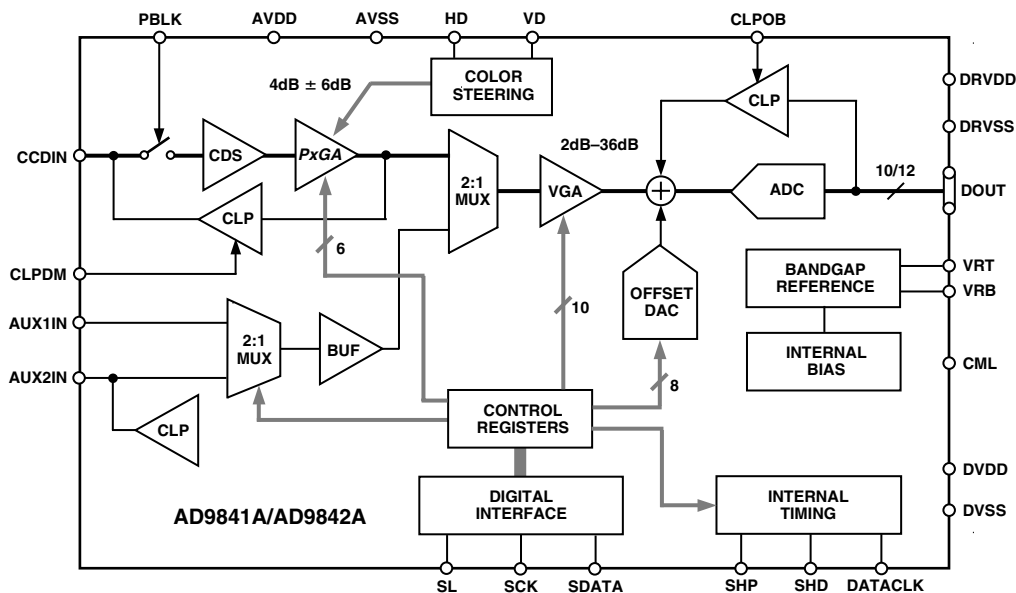 PBLK AVDD AVSS HD VD CLPOB
DRVDD
4dB ± 6dB
COLOR
STEERING
CLP
DRVSS
CCDIN
CDS
PxGA
2dB–36dB
10/12
2:1
MUX
VGA
ADC
DOUT
CLP
6
CLPDM
BANDGAP
REFERENCE
VRT
VRB
OFFSET
DAC
10
AUX1IN
2:1
MUX
BUF
INTERNAL
BIAS
CML
AUX2IN
8
CLP
CONTROL
REGISTERS
DVDD
DIGITAL
INTERFACE
INTERNAL
TIMING
DVSS
AD9841A/AD9842A
SL SCK SDATA SHP SHD DATACLK